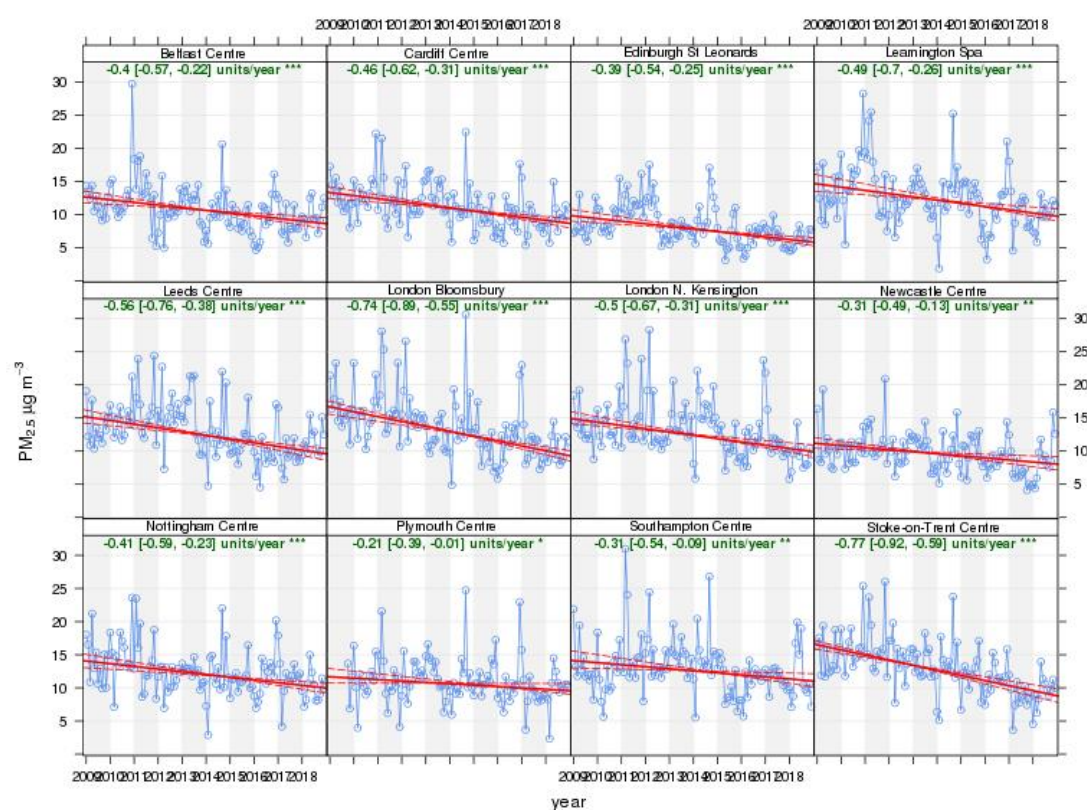 2009 2010 2011 2012 2013 2014 2015 2016 2017 2018
2009 2010 2011 2012 2013 2014 2015 2016 2017 2018
Belfast Centre
-0.4 [-0.57, -0.22] units/year ***
Cardiff Centre
-0.46 [-0.62, -0.31] units/year ***
Edinburgh St Leonards
-0.39 [-0.54, -0.25] units/year ***
Leamington Spa
-0.49 [-0.7, -0.26] units/year ***
30
25
20
15
10
5
Leeds Centre
-0.56 [-0.76, -0.38] units/year ***
London Bloomsbury
-0.74 [-0.89, -0.55] units/year ***
London N. Kensington
-0.5 [-0.67, -0.31] units/year ***
Newcastle Centre
-0.31 [-0.49, -0.13] units/year **
30
25
20
15
10
5
Nottingham Centre
-0.41 [-0.59, -0.23] units/year ***
Plymouth Centre
-0.21 [-0.39, -0.01] units/year *
Southampton Centre
-0.31 [-0.54, -0.09] units/year **
Stoke-on-Trent Centre
-0.77 [-0.92, -0.59] units/year ***
30
25
20
15
10
5
PM2.5 µg m−3
2009 2010 2011 2012 2013 2014 2015 2016 2017 2018
2009 2010 2011 2012 2013 2014 2015 2016 2017 2018
year